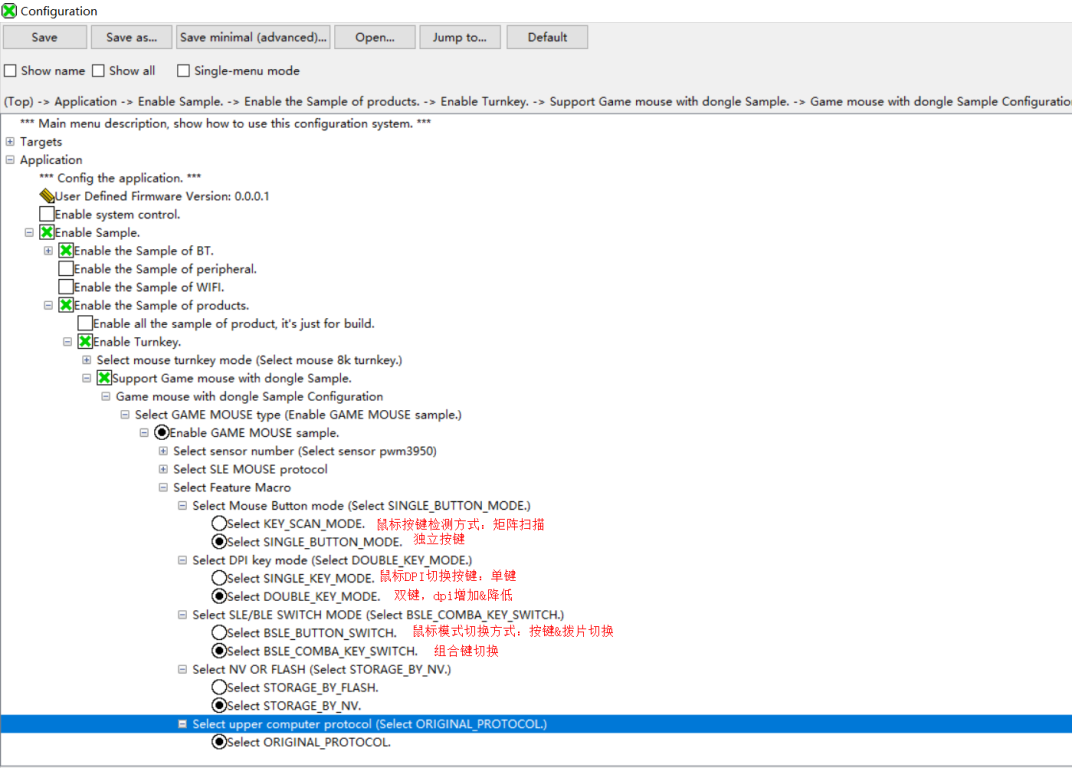 Configuration
Save Save as... Save minimal (advanced)... Open... Jump to... Default
Show name Show all Single-menu mode
(Top) -> Application -> Enable Sample. -> Enable the Sample of products. -> Enable Turnkey. -> Support Game mouse with dongle Sample. -> Game mouse with dongle Sample Configuratio
*** Main menu description, show how to use this configuration system. ***
Targets
Application
*** Config the application. ***
User Defined Firmware Version: 0.0.0.1
Enable system control.
Enable Sample.
Enable the Sample of BT.
Enable the Sample of peripheral.
Enable the Sample of WIFI.
Enable the Sample of products.
Enable all the sample of product, it's just for build.
Enable Turnkey.
Select mouse turnkey mode (Select mouse 8k turnkey.)
Support Game mouse with dongle Sample.
Game mouse with dongle Sample Configuration
Select GAME MOUSE type (Enable GAME MOUSE sample.)
Enable GAME MOUSE sample.
Select sensor number (Select sensor pwm3950)
Select SLE MOUSE protocol
Select Feature Macro
Select Mouse Button mode (Select SINGLE_BUTTON_MODE.)
Select KEY_SCAN_MODE. 鼠标按键检测方式：矩阵扫描
Select SINGLE_BUTTON_MODE. 独立按键
Select DPI key mode (Select DOUBLE_KEY_MODE.)
Select SINGLE_KEY_MODE. 鼠标DPI切换按键：单键
Select DOUBLE_KEY_MODE. 双键，dpi增加&降低
Select SLE/BLE SWITCH MODE (Select BSLE_COMBA_KEY_SWITCH.)
Select BSLE_BUTTON_SWITCH. 鼠标模式切换方式：按键&拨片切换
Select BSLE_COMBA_KEY_SWITCH. 组合键切换
Select NV OR FLASH (Select STORAGE_BY_NV.)
Select STORAGE_BY_FLASH.
Select STORAGE_BY_NV.
Select upper computer protocol (Select ORIGINAL_PROTOCOL.)
Select ORIGINAL_PROTOCOL.